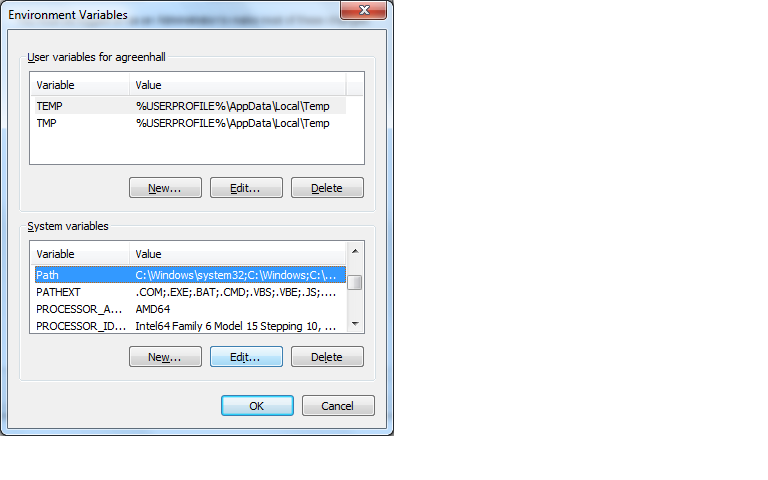 Environment Variables
User variables for agreenhall
Variable Value
TEMP %USERPROFILE%\AppData\Local\Temp
TMP %USERPROFILE%\AppData\Local\Temp
New... Edit... Delete
System variables
Variable Value
Path C:\Windows\system32;C:\Windows;C:\...
PATHEXT .COM;.EXE;.BAT;.CMD;.VBS;.VBE;.JS;....
PROCESSOR_A... AMD64
PROCESSOR_ID... Intel64 Family 6 Model 15 Stepping 10, ...
New... Edit... Delete
OK Cancel